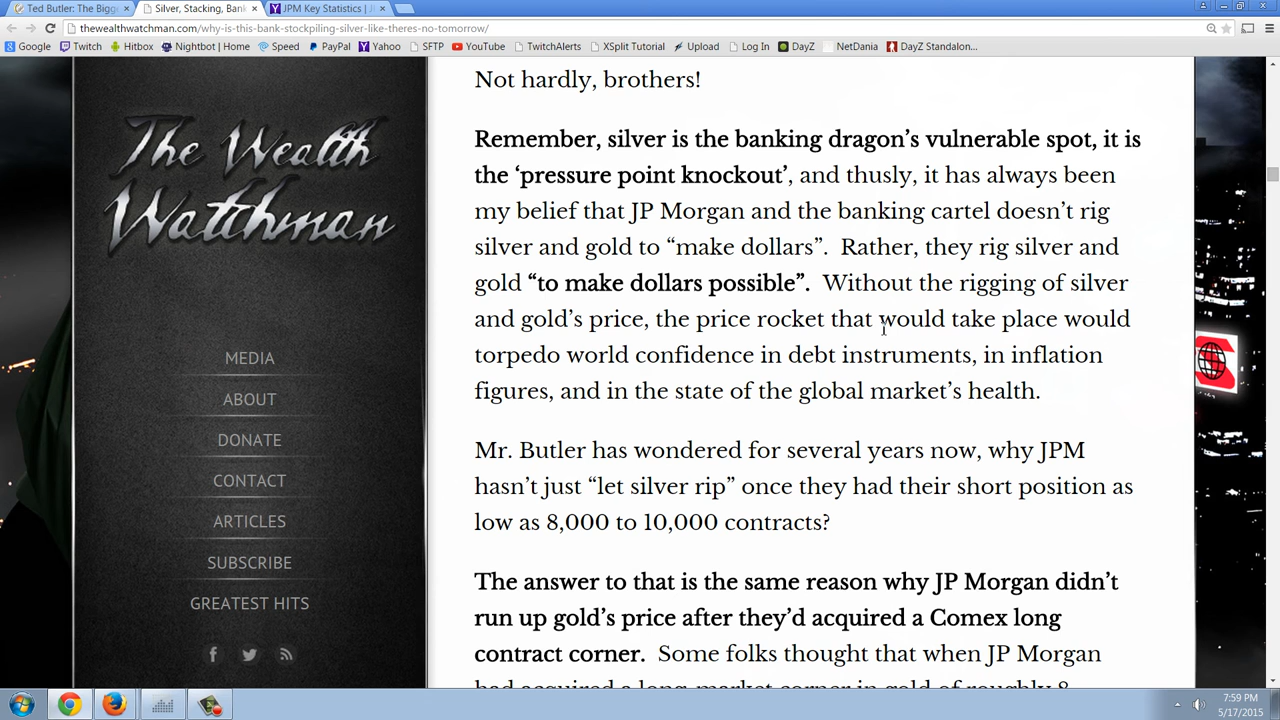 Ted Butler: The Bigg
Silver, Stacking, Bank
JPM Key Statistics | J
thewealthwatchman.com/why-is-this-bank-stockpiling-silver-like-theres-no-tomorrow/
Google Twitch Hitbox Nightbot | Home Speed PayPal Yahoo SFTP YouTube TwitchAlerts XSplit Tutorial Upload Log In DayZ NetDania DayZ Standalon...
The Wealth
Watchman
MEDIA
ABOUT
DONATE
CONTACT
ARTICLES
SUBSCRIBE
GREATEST HITS
Not hardly, brothers!
Remember, silver is the banking dragon’s vulnerable spot, it is
the ‘pressure point knockout’, and thusly, it has always been
my belief that JP Morgan and the banking cartel doesn’t rig
silver and gold to “make dollars”. Rather, they rig silver and
gold “to make dollars possible”. Without the rigging of silver
and gold’s price, the price rocket that would take place would
torpedo world confidence in debt instruments, in inflation
figures, and in the state of the global market’s health.
Mr. Butler has wondered for several years now, why JPM
hasn’t just “let silver rip” once they had their short position as
low as 8,000 to 10,000 contracts?
The answer to that is the same reason why JP Morgan didn’t
run up gold’s price after they’d acquired a Comex long
contract corner. Some folks thought that when JP Morgan
had acquired a long-market corner in gold of roughly 8
7:59 PM
5/17/2015